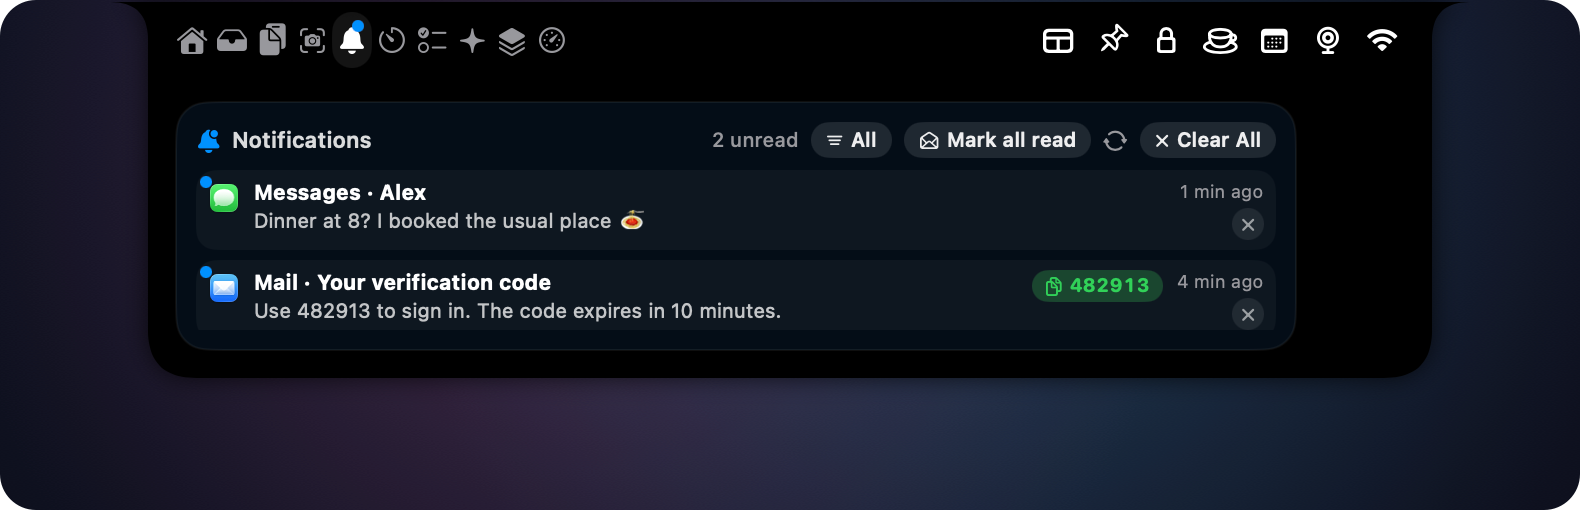 Notifications
2 unread
All
Mark all read
Clear All
Messages · Alex
1 min ago
Dinner at 8? I booked the usual place 🍝
Mail · Your verification code
482913
4 min ago
Use 482913 to sign in. The code expires in 10 minutes.